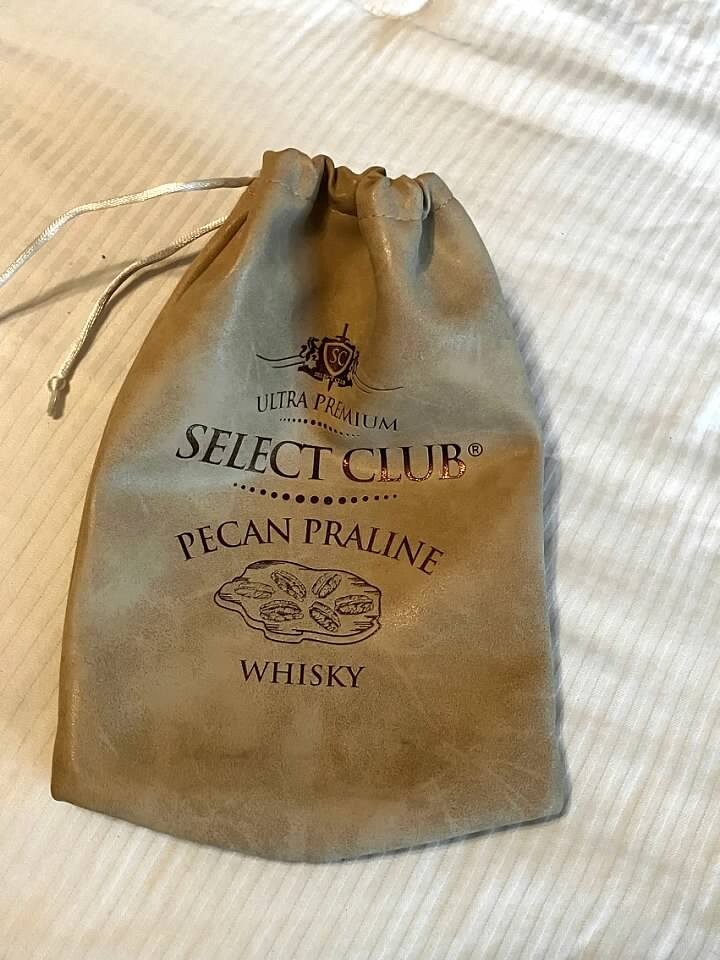 SC
ULTRA PREMIUM
SELECT CLUB®
PECAN PRALINE
WHISKY